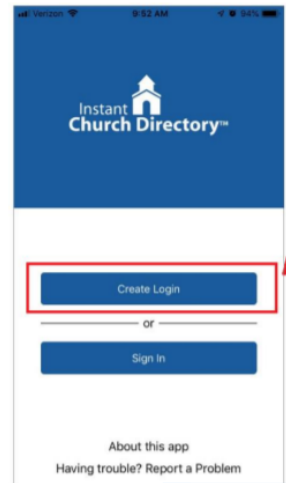 Verizon 9:52 AM 94%
Instant
Church Directory™
Create Login
or
Sign In
About this app
Having trouble? Report a Problem